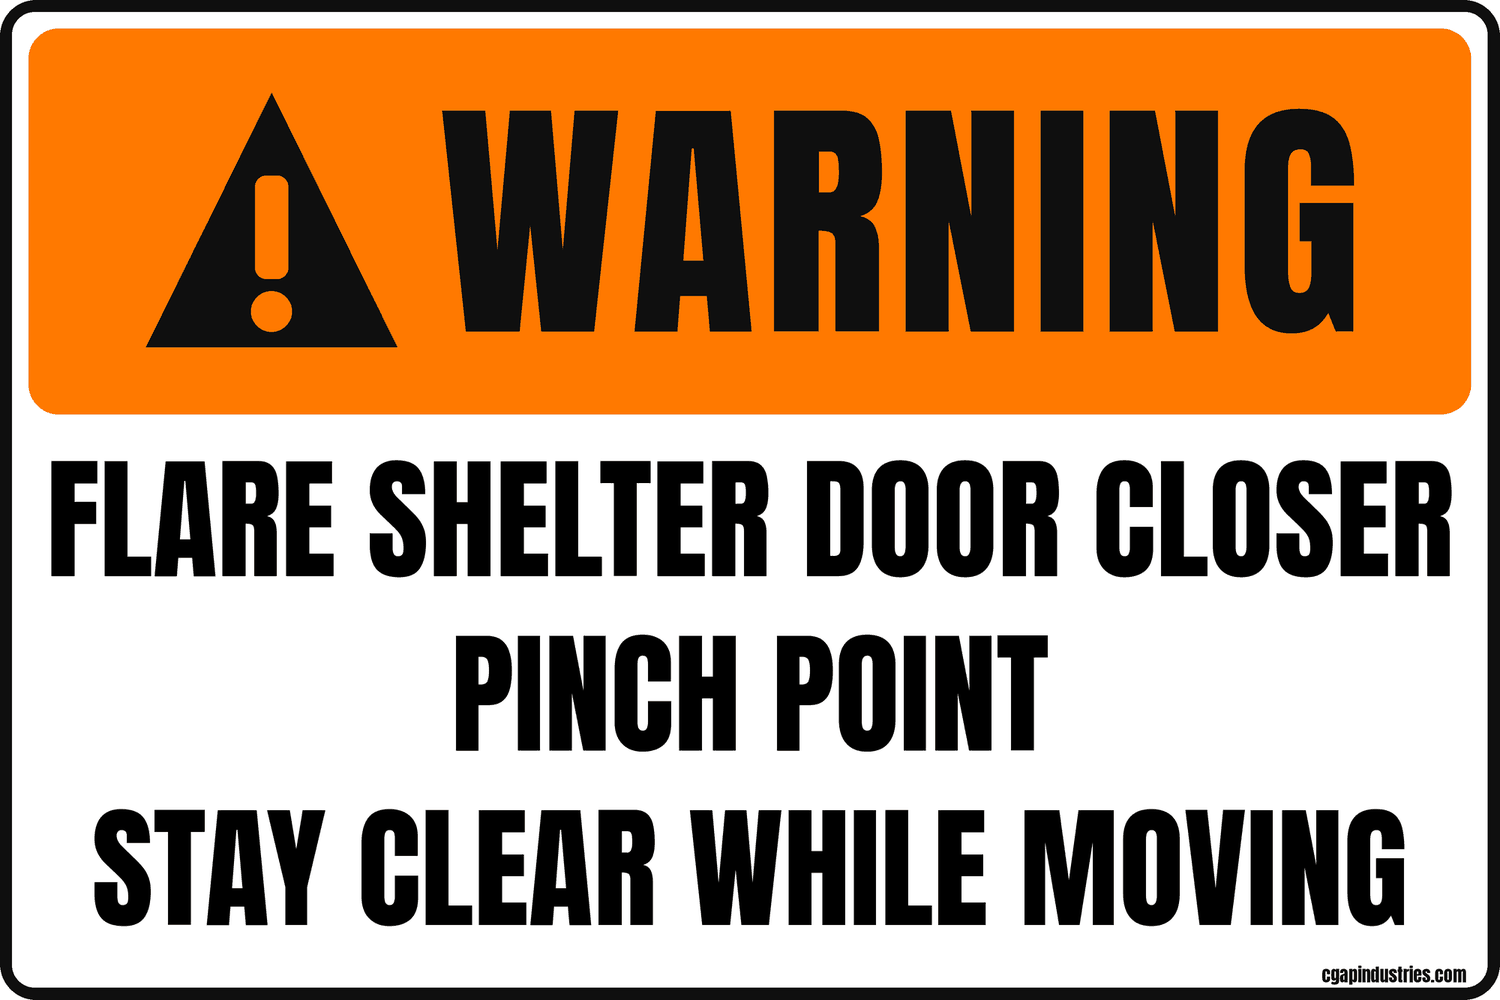 WARNING
FLARE SHELTER DOOR CLOSER
PINCH POINT
STAY CLEAR WHILE MOVING
cgapindustries.com